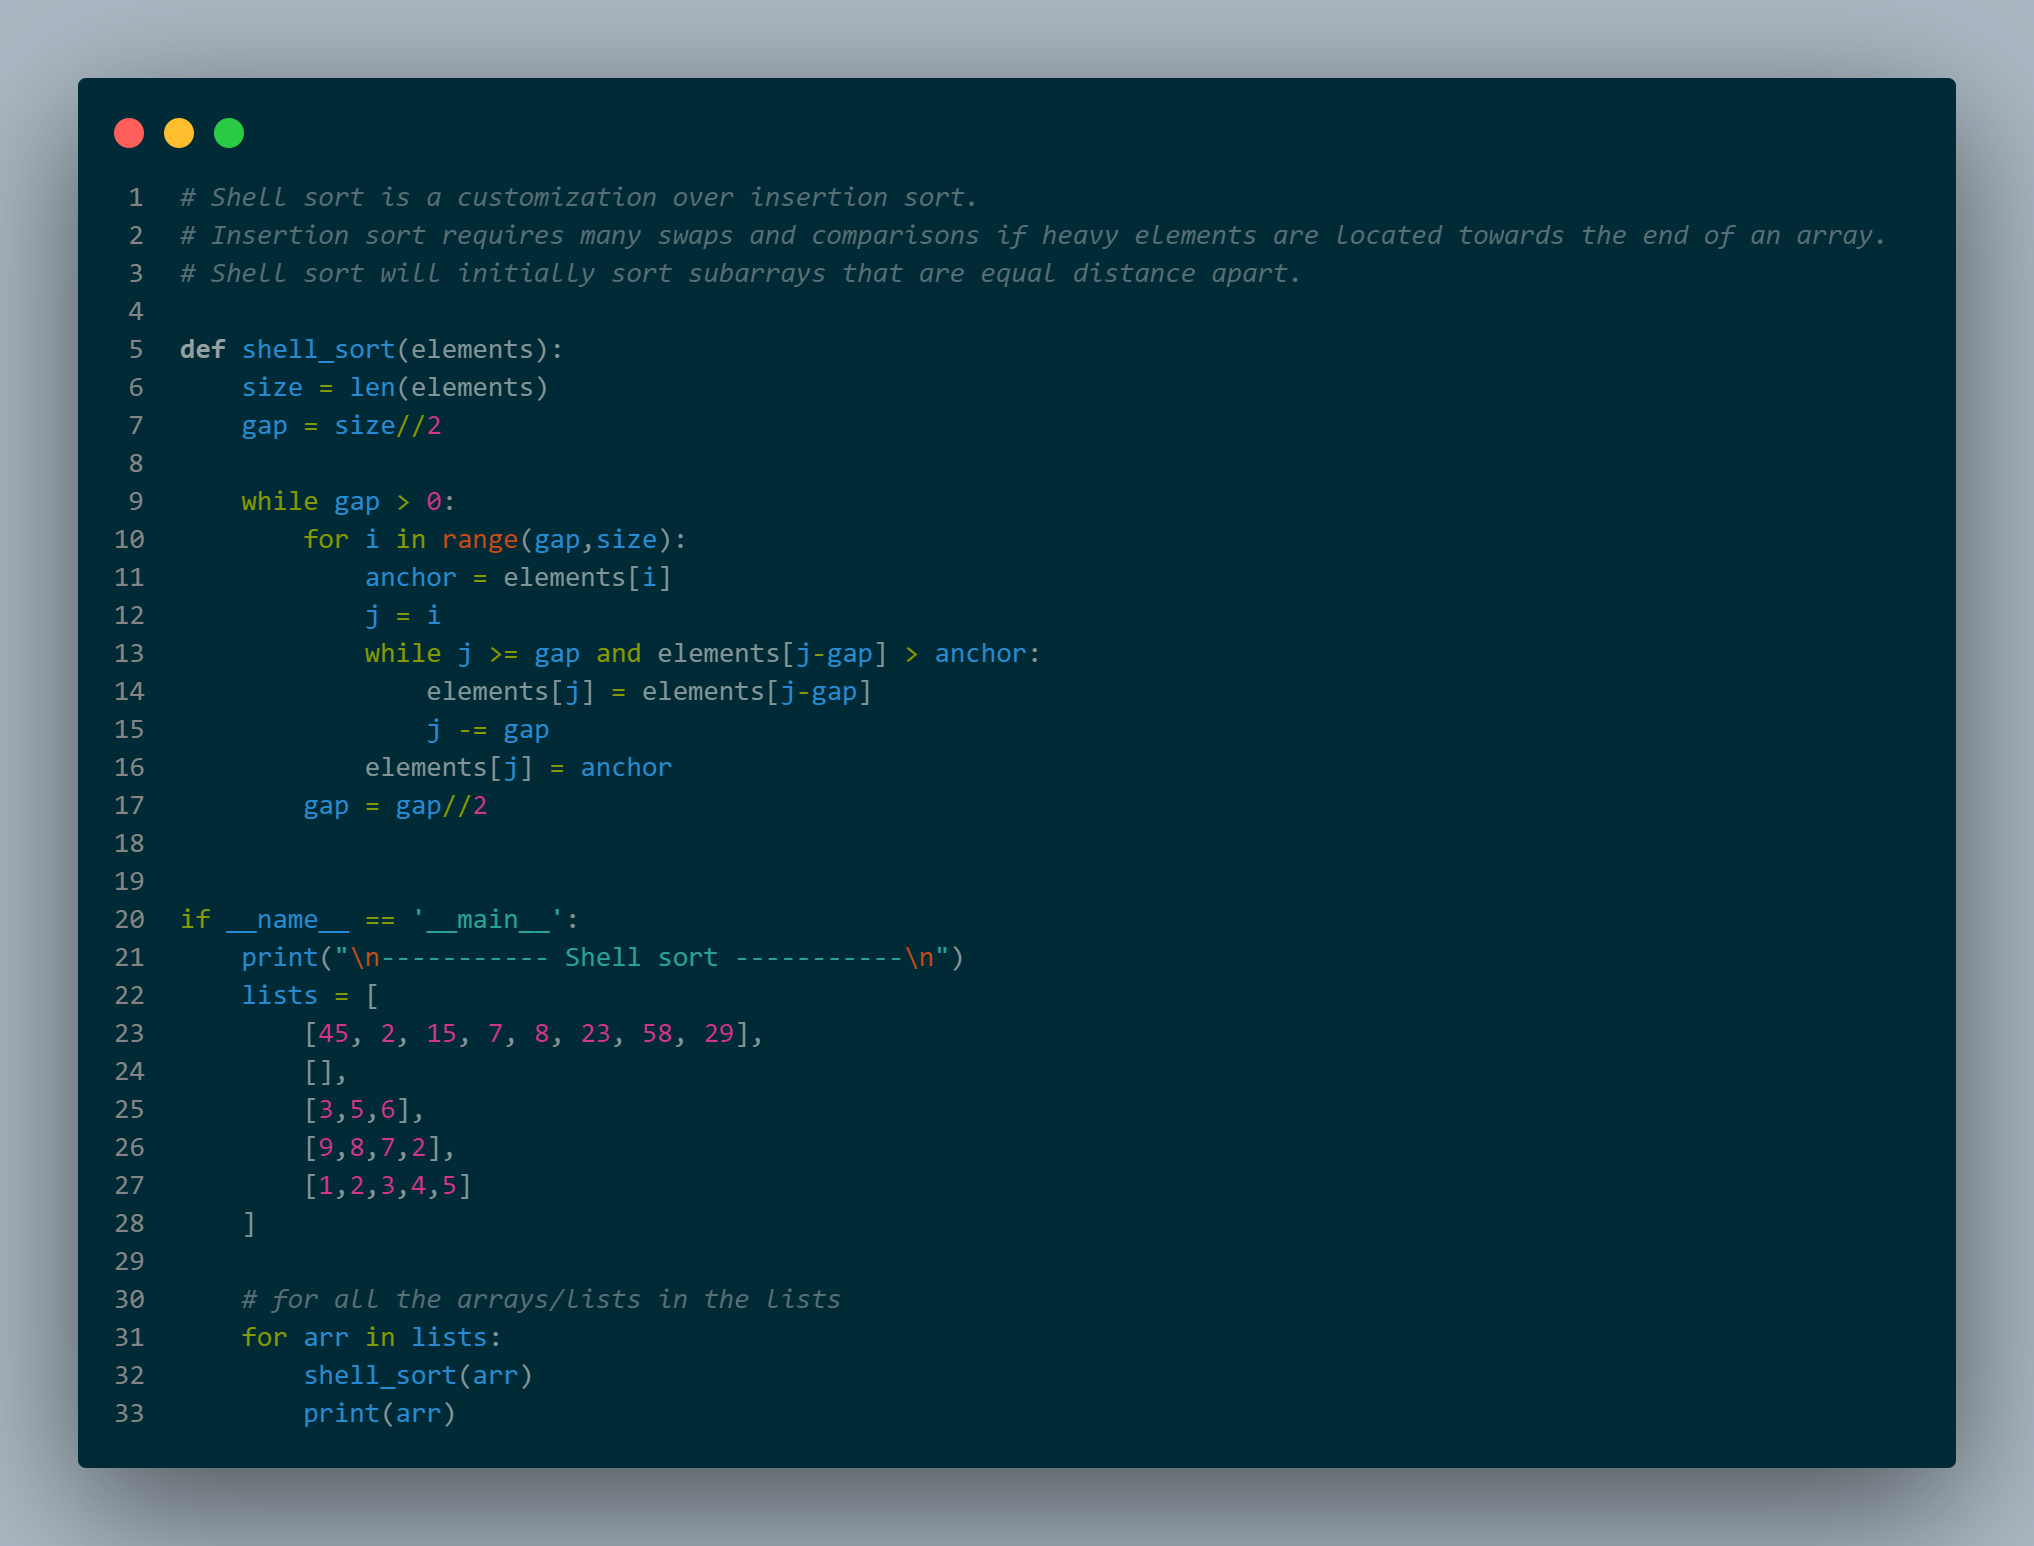 1 # Shell sort is a customization over insertion sort.
2 # Insertion sort requires many swaps and comparisons if heavy elements are located towards the end of an array.
3 # Shell sort will initially sort subarrays that are equal distance apart.
4
5 def shell_sort(elements):
6     size = len(elements)
7     gap = size//2
8
9     while gap > 0:
10         for i in range(gap,size):
11             anchor = elements[i]
12             j = i
13             while j >= gap and elements[j-gap] > anchor:
14                 elements[j] = elements[j-gap]
15                 j -= gap
16             elements[j] = anchor
17         gap = gap//2
18
19
20 if __name__ == '__main__':
21     print("\n----------- Shell sort -----------\n")
22     lists = [
23         [45, 2, 15, 7, 8, 23, 58, 29],
24         [],
25         [3,5,6],
26         [9,8,7,2],
27         [1,2,3,4,5]
28     ]
29
30     # for all the arrays/lists in the lists
31     for arr in lists:
32         shell_sort(arr)
33         print(arr)